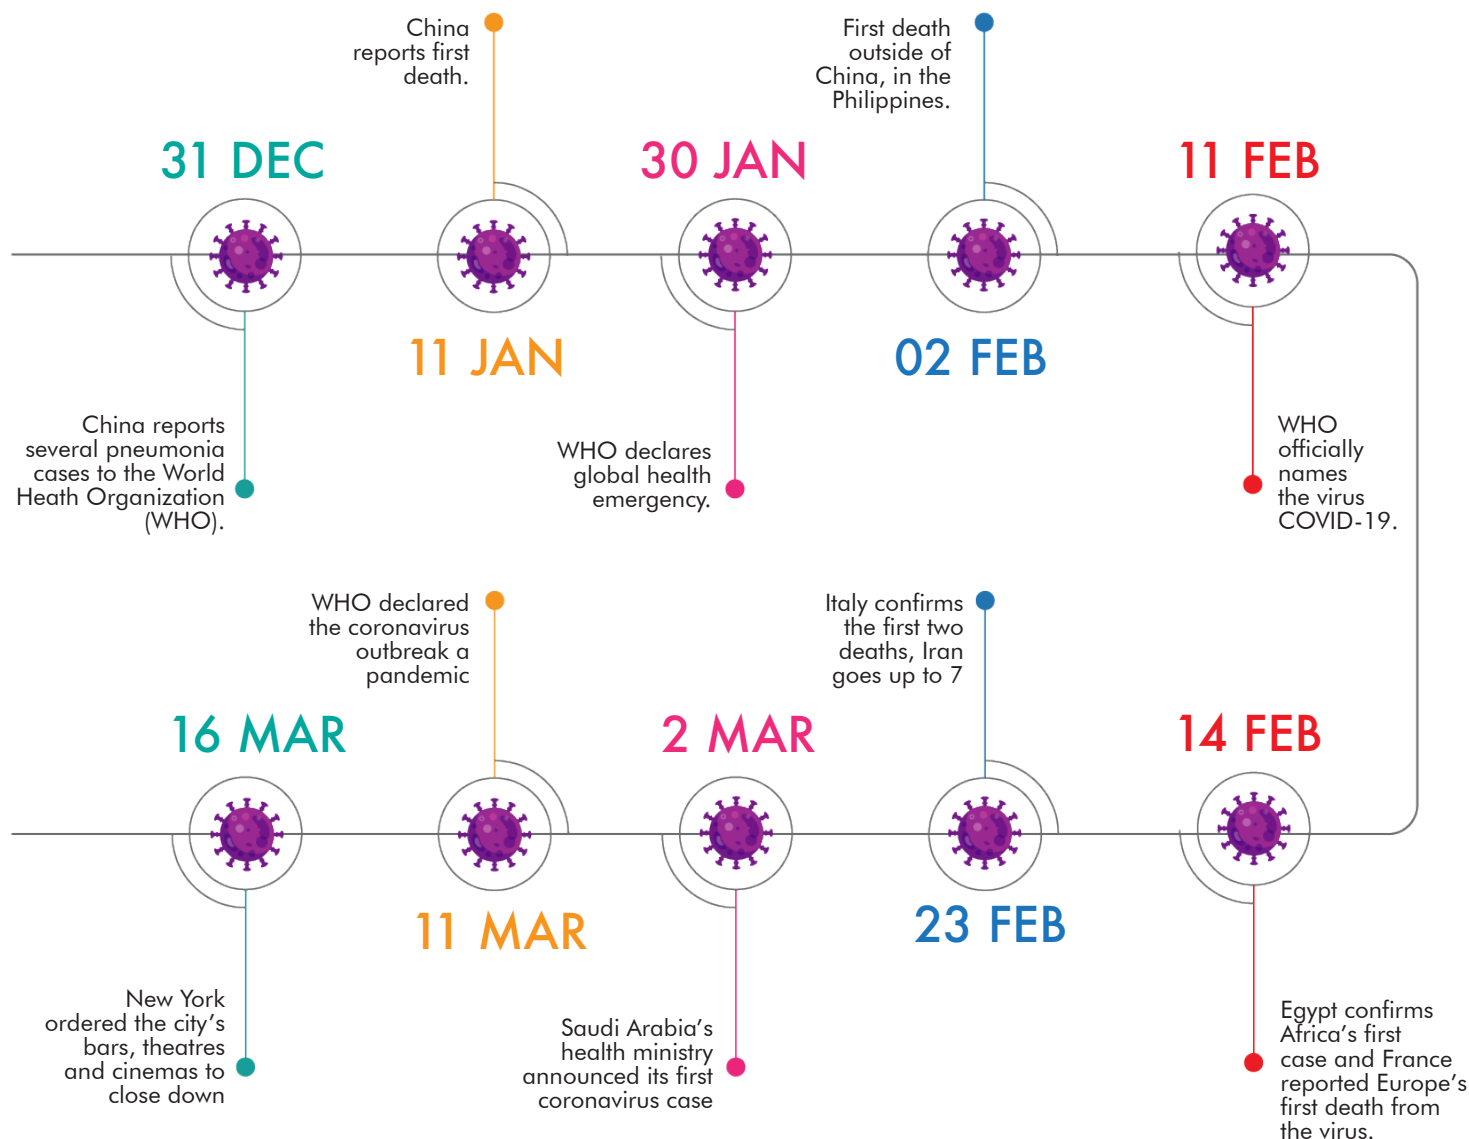 31 DEC
China reports
several pneumonia
cases to the World
Heath Organization
(WHO).
China
reports first
death.
11 JAN
30 JAN
WHO declares
global health
emergency.
First death
outside of
China, in the
Philippines.
02 FEB
11 FEB
WHO
officially
names
the virus
COVID-19.
14 FEB
Egypt confirms
Africa's first
case and France
reported Europe's
first death from
the virus.
Italy confirms
the first two
deaths, Iran
goes up to 7
23 FEB
2 MAR
Saudi Arabia's
health ministry
announced its first
coronavirus case
WHO declared
the coronavirus
outbreak a
pandemic
11 MAR
16 MAR
New York
ordered the city's
bars, theatres
and cinemas to
close down